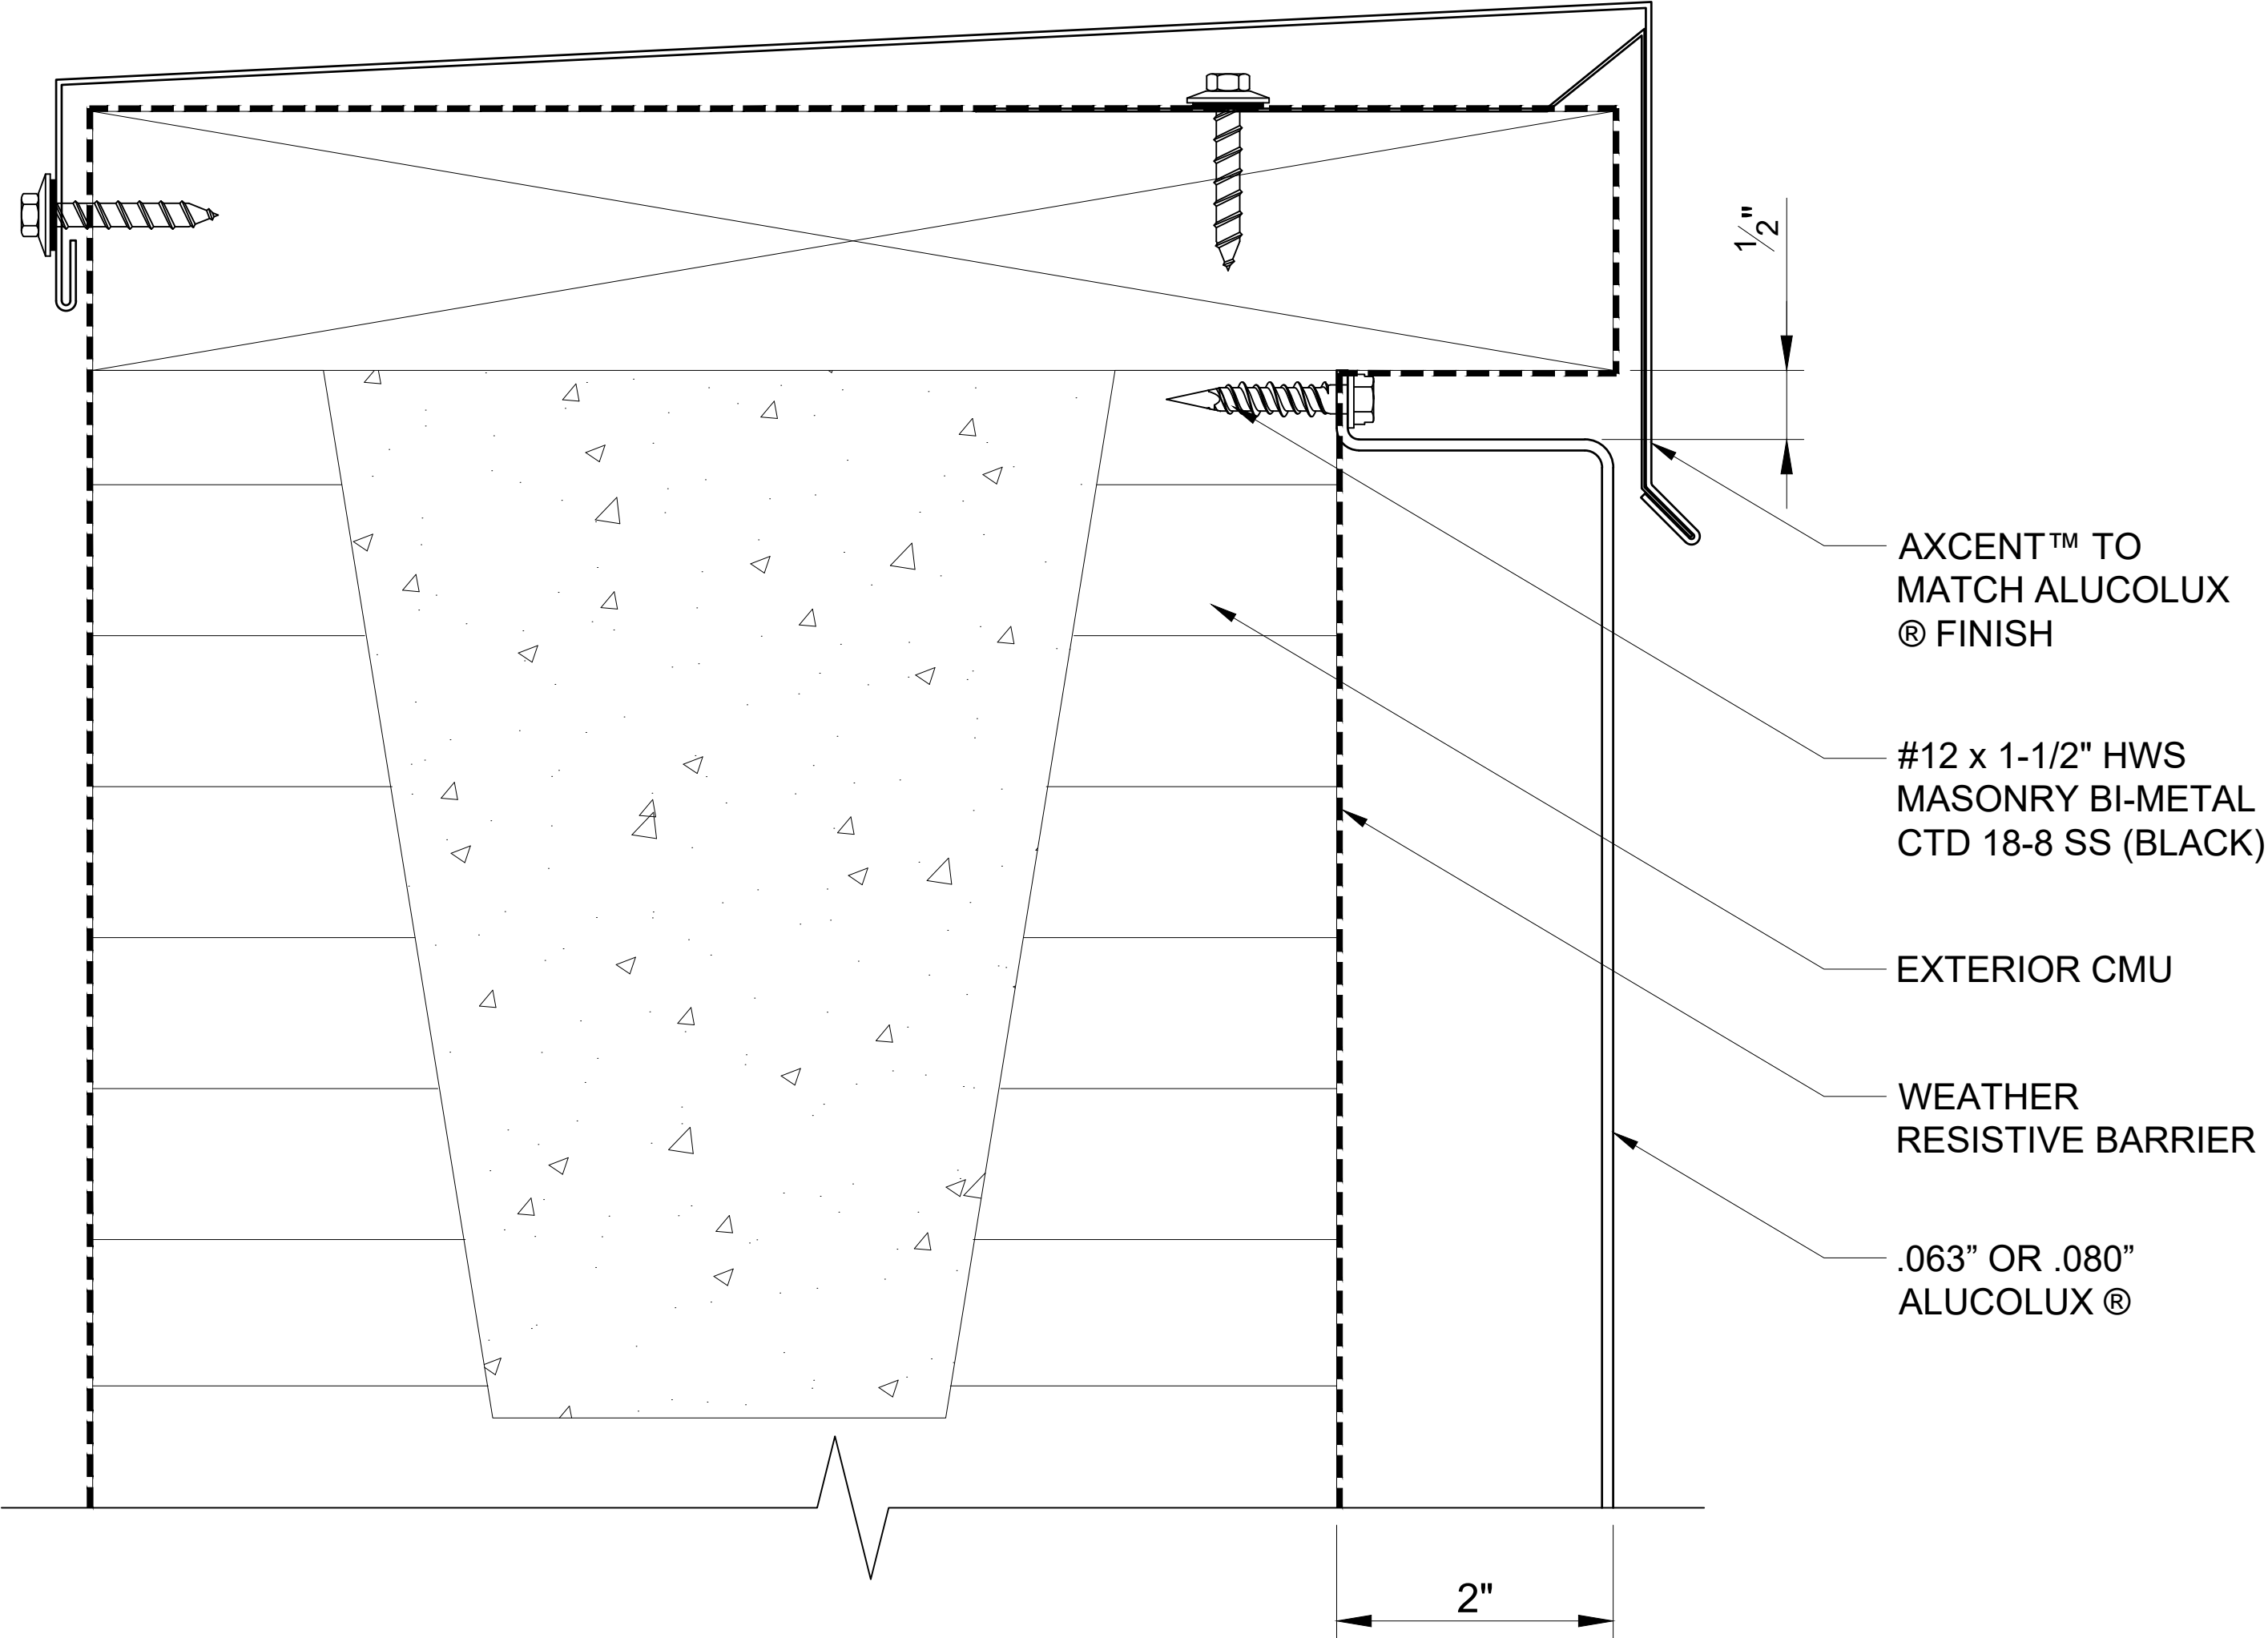 1/2"
AXCENT™ TO
MATCH ALUCOLUX
® FINISH
#12 x 1-1/2" HWS
MASONRY BI-METAL
CTD 18-8 SS (BLACK)
EXTERIOR CMU
WEATHER
RESISTIVE BARRIER
.063” OR .080”
ALUCOLUX ®
2"